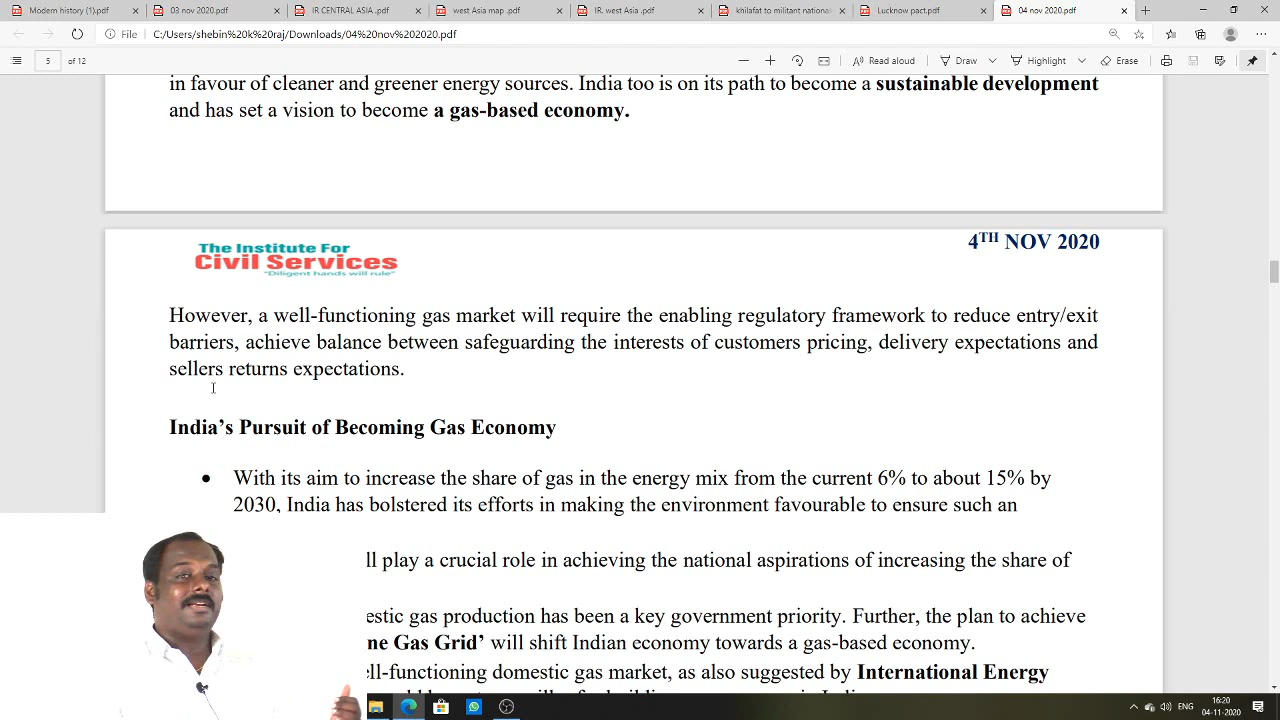 Modern history (1).pdf
03 nov 2020.pdf
IR CENTRAL ASIA .pdf
west Asia map .pdf
IR. west Asia .pdf
khilafat to militant national
Lucknow pact.pdf
04 nov 2020.pdf
File C:/Users/shebin%20k%20raj/Downloads/04%20nov%202020.pdf
5 of 12
Read aloud
Draw
Highlight
Erase
in favour of cleaner and greener energy sources. India too is on its path to become a sustainable development
and has set a vision to become a gas-based economy.
The Institute For
Civil Services
"Diligent hands will rule"
4TH NOV 2020
However, a well-functioning gas market will require the enabling regulatory framework to reduce entry/exit
barriers, achieve balance between safeguarding the interests of customers pricing, delivery expectations and
sellers returns expectations.
India's Pursuit of Becoming Gas Economy
• With its aim to increase the share of gas in the energy mix from the current 6% to about 15% by
2030, India has bolstered its efforts in making the environment favourable to ensure such an
play a crucial role in achieving the national aspirations of increasing the share of
gas production has been a key government priority. Further, the plan to achieve
Gas Grid' will shift Indian economy towards a gas-based economy.
functioning domestic gas market, as also suggested by International Energy
ENG
16:20
04-11-2020